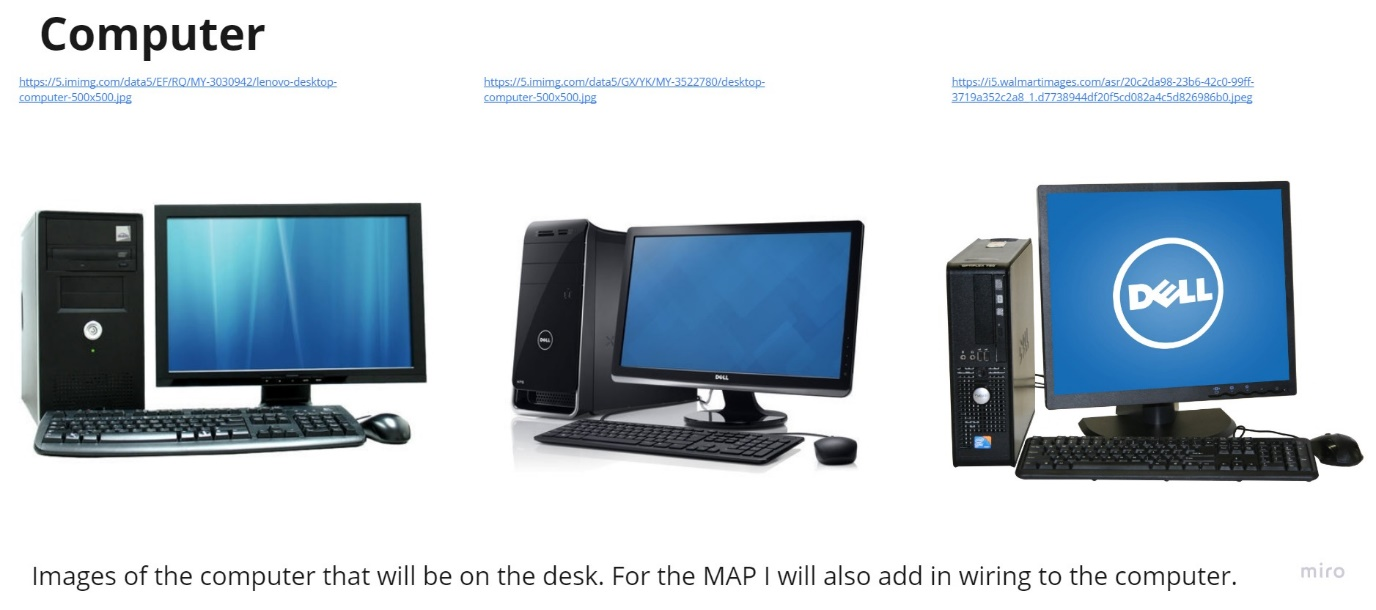 Computer
https://5.imimg.com/data5/EF/RQ/MY-3030942/lenovo-desktop-
computer-500x500.jpg
https://5.imimg.com/data5/GX/YK/MY-3522780/desktop-
computer-500x500.jpg
https://i5.walmartimages.com/asr/20c2da98-23b6-42c0-99ff-
3719a352c2a8_1.d7738944df20f5cd082a4c5d826986b0.jpeg
DELL
DELL
DELL
Images of the computer that will be on the desk. For the MAP I will also add in wiring to the computer.
miro